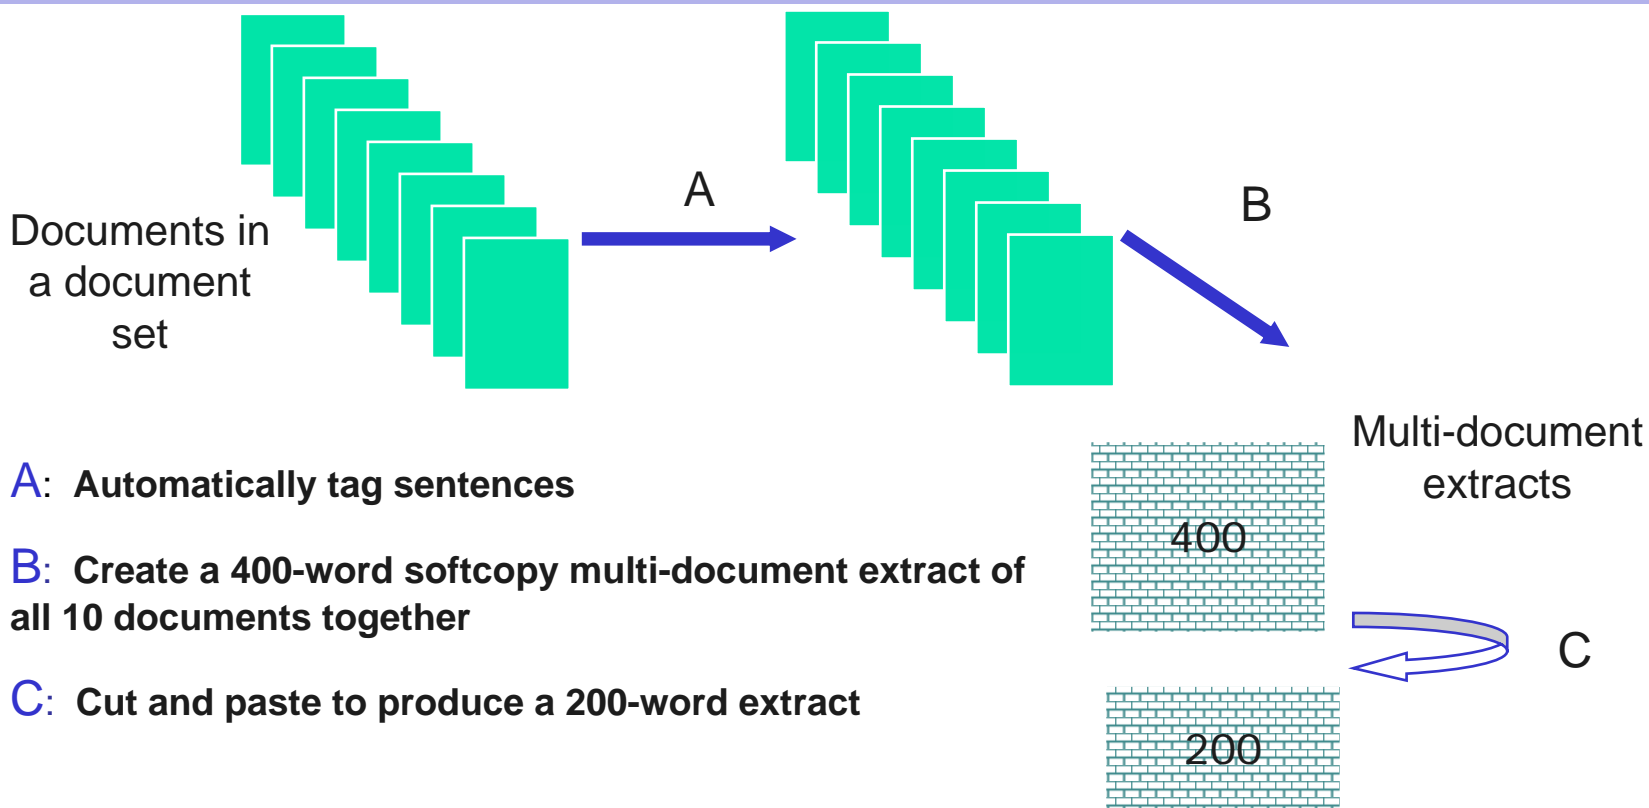 A
B
Documents in
a document
set
Multi-document
extracts
A: Automatically tag sentences
400
B: Create a 400-word softcopy multi-document extract of
all 10 documents together
C
C: Cut and paste to produce a 200-word extract
200